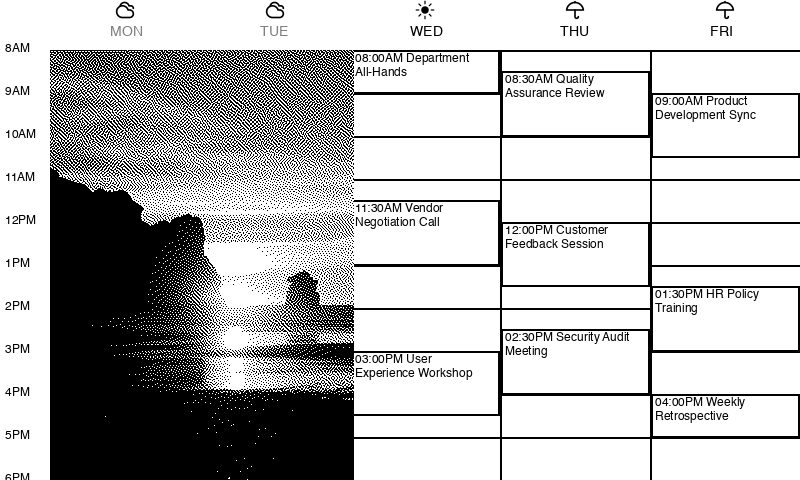 MON
TUE
WED
THU
FRI
8AM
9AM
10AM
11AM
12PM
1PM
2PM
3PM
4PM
5PM
6PM
08:00AM Department
All-Hands
11:30AM Vendor
Negotiation Call
03:00PM User
Experience Workshop
08:30AM Quality
Assurance Review
12:00PM Customer
Feedback Session
02:30PM Security Audit
Meeting
09:00AM Product
Development Sync
01:30PM HR Policy
Training
04:00PM Weekly
Retrospective